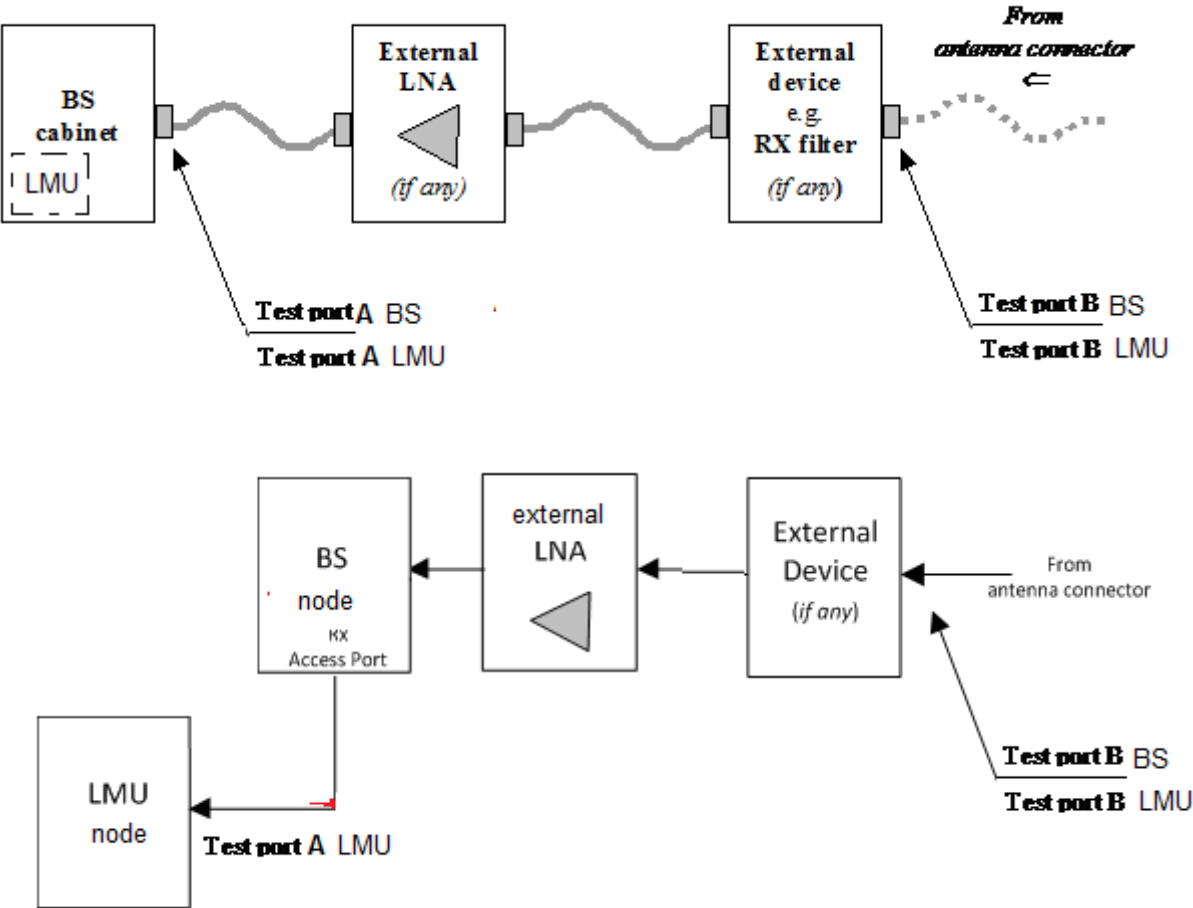 From
antenna connector
⇐
BS
cabinet
LMU
External
LNA
(if any)
External
device
e.g.
RX filter
(if any)
Test port A BS
Test port A LMU
Test port B BS
Test port B LMU
BS
node
RX
Access Port
external
LNA
External
Device
(if any)
From
antenna connector
LMU
node
Test port A LMU
Test port B BS
Test port B LMU